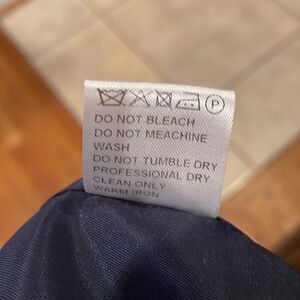 P
DO NOT BLEACH
DO NOT MEACHINE
WASH
DO NOT TUMBLE DRY
PROFESSIONAL DRY
CLEAN ONLY
WARM IRON